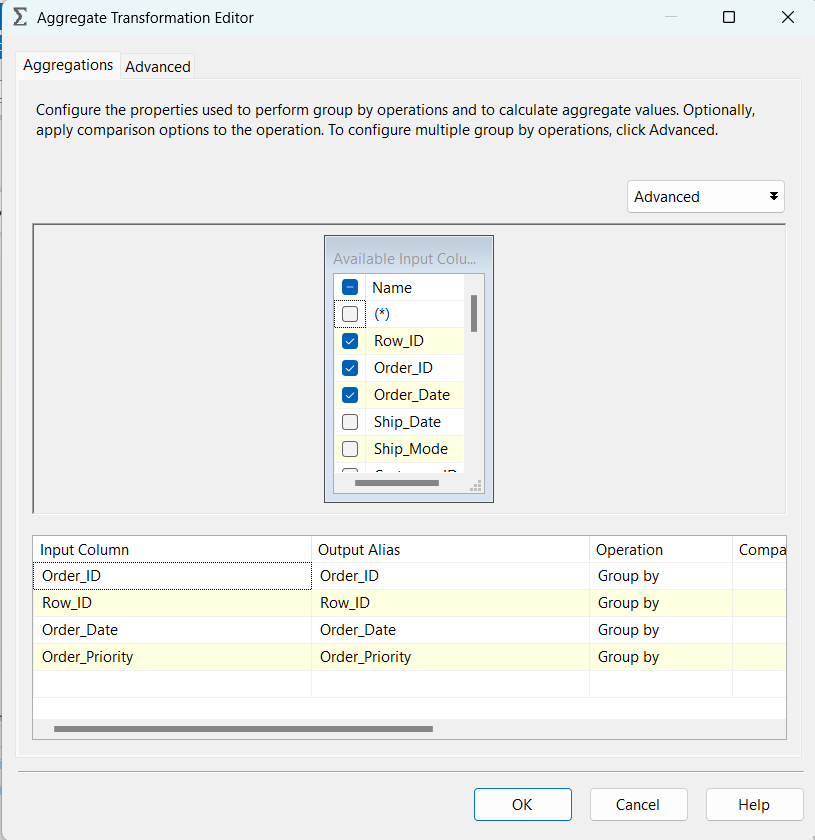 Aggregate Transformation Editor
Aggregations Advanced
Configure the properties used to perform group by operations and to calculate aggregate values. Optionally,
apply comparison options to the operation. To configure multiple group by operations, click Advanced.
Advanced
Available Input Colu...
Name
(*)
Row_ID
Order_ID
Order_Date
Ship_Date
Ship_Mode
Input Column Output Alias Operation Compa
Order_ID Order_ID Group by
Row_ID Row_ID Group by
Order_Date Order_Date Group by
Order_Priority Order_Priority Group by
OK Cancel Help